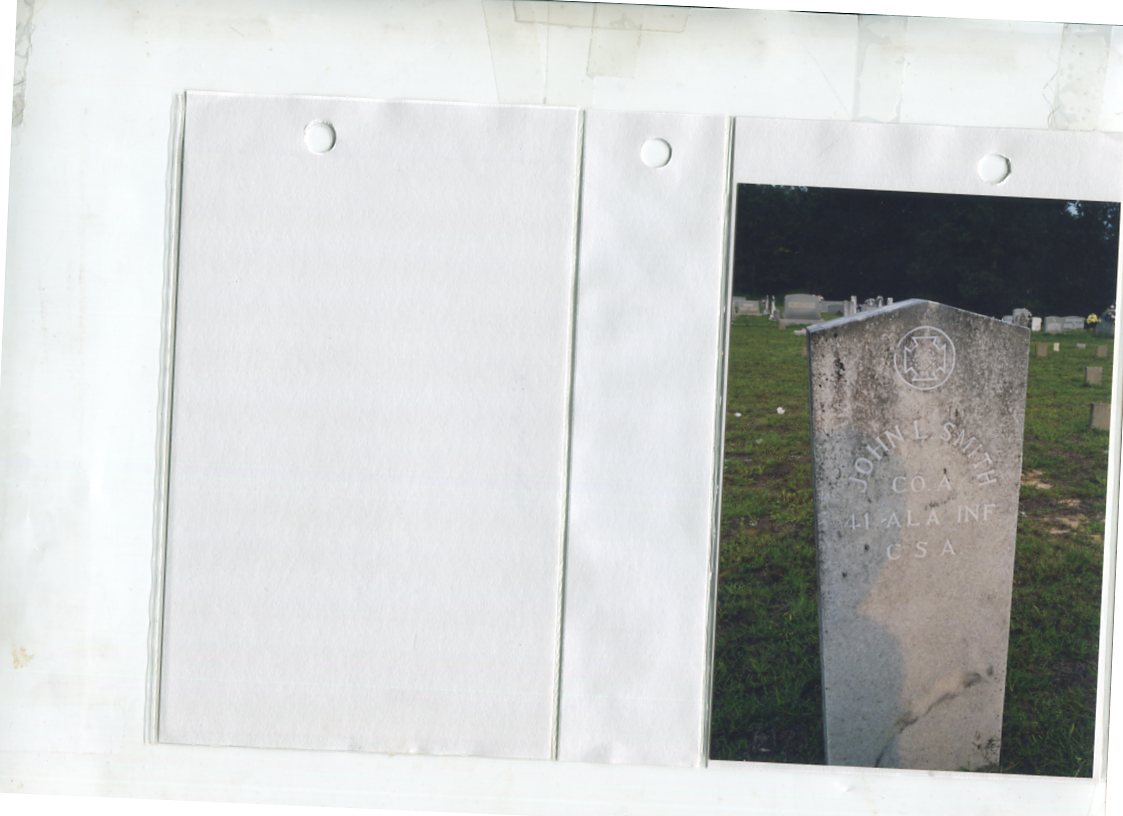 JOHN L SMITH
CO. A
41 ALA INF
C S A